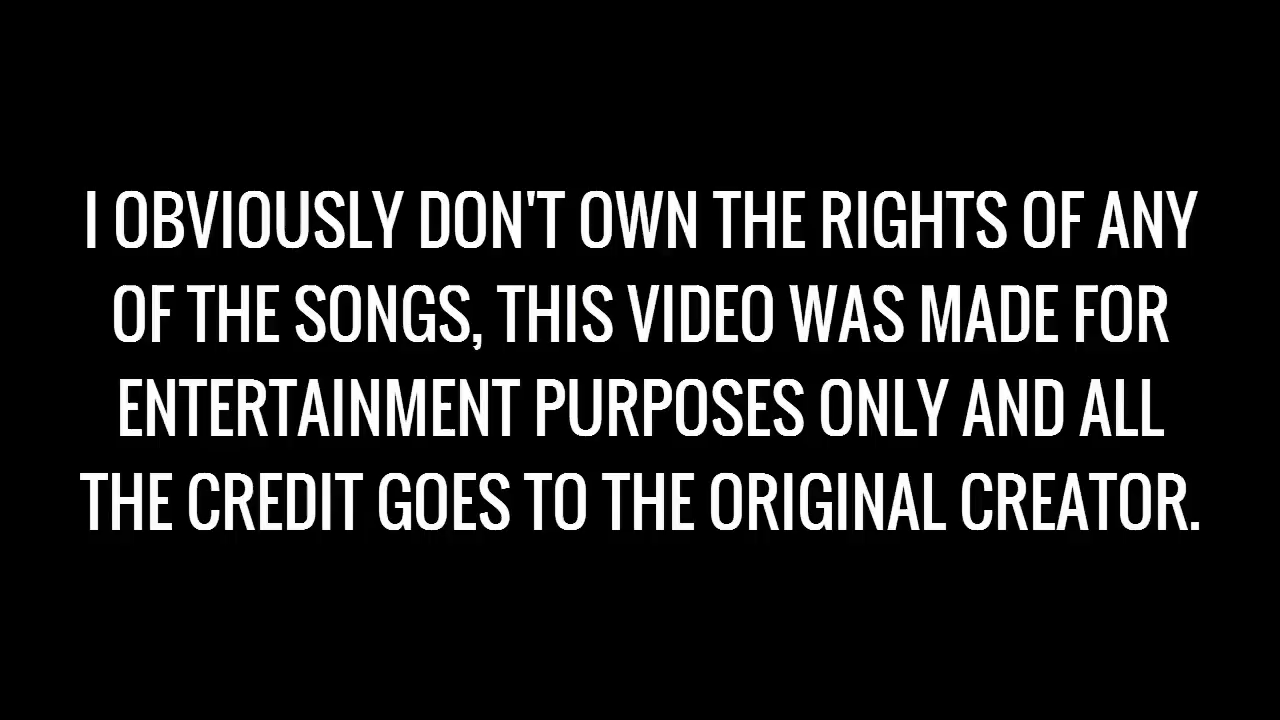 I OBVIOUSLY DON'T OWN THE RIGHTS OF ANY
OF THE SONGS, THIS VIDEO WAS MADE FOR
ENTERTAINMENT PURPOSES ONLY AND ALL
THE CREDIT GOES TO THE ORIGINAL CREATOR.